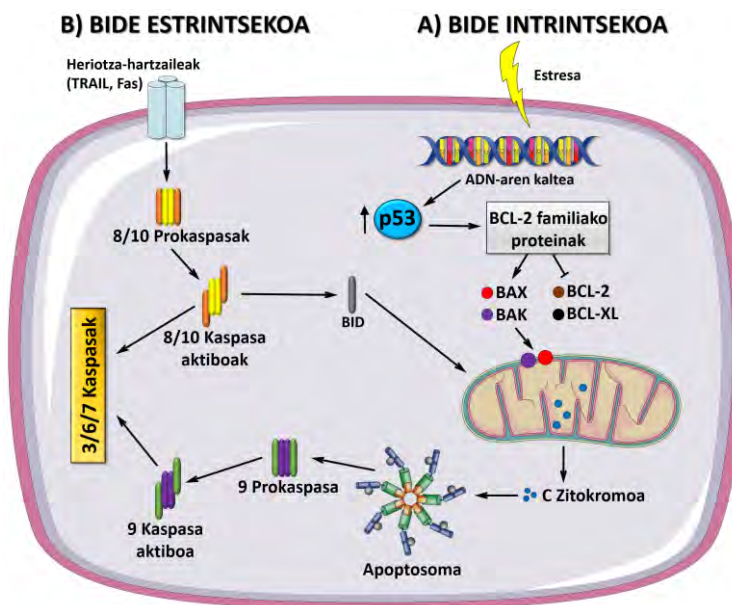 B) BIDE ESTRINTSEKOA
A) BIDE INTRINTSEKOA
Heriotza-hartzaileak
(TRAIL, Fas)
Estresa
ADN-aren kaltea
p53
BCL-2 familiako
proteinak
8/10 Prokaspasak
BAX
BCL-2
BAK
BCL-XL
8/10 Kaspasa
aktiboak
BID
3/6/7 Kaspasak
9 Prokaspasa
C Zitokromoa
9 Kaspasa
aktiboa
Apoptosoma